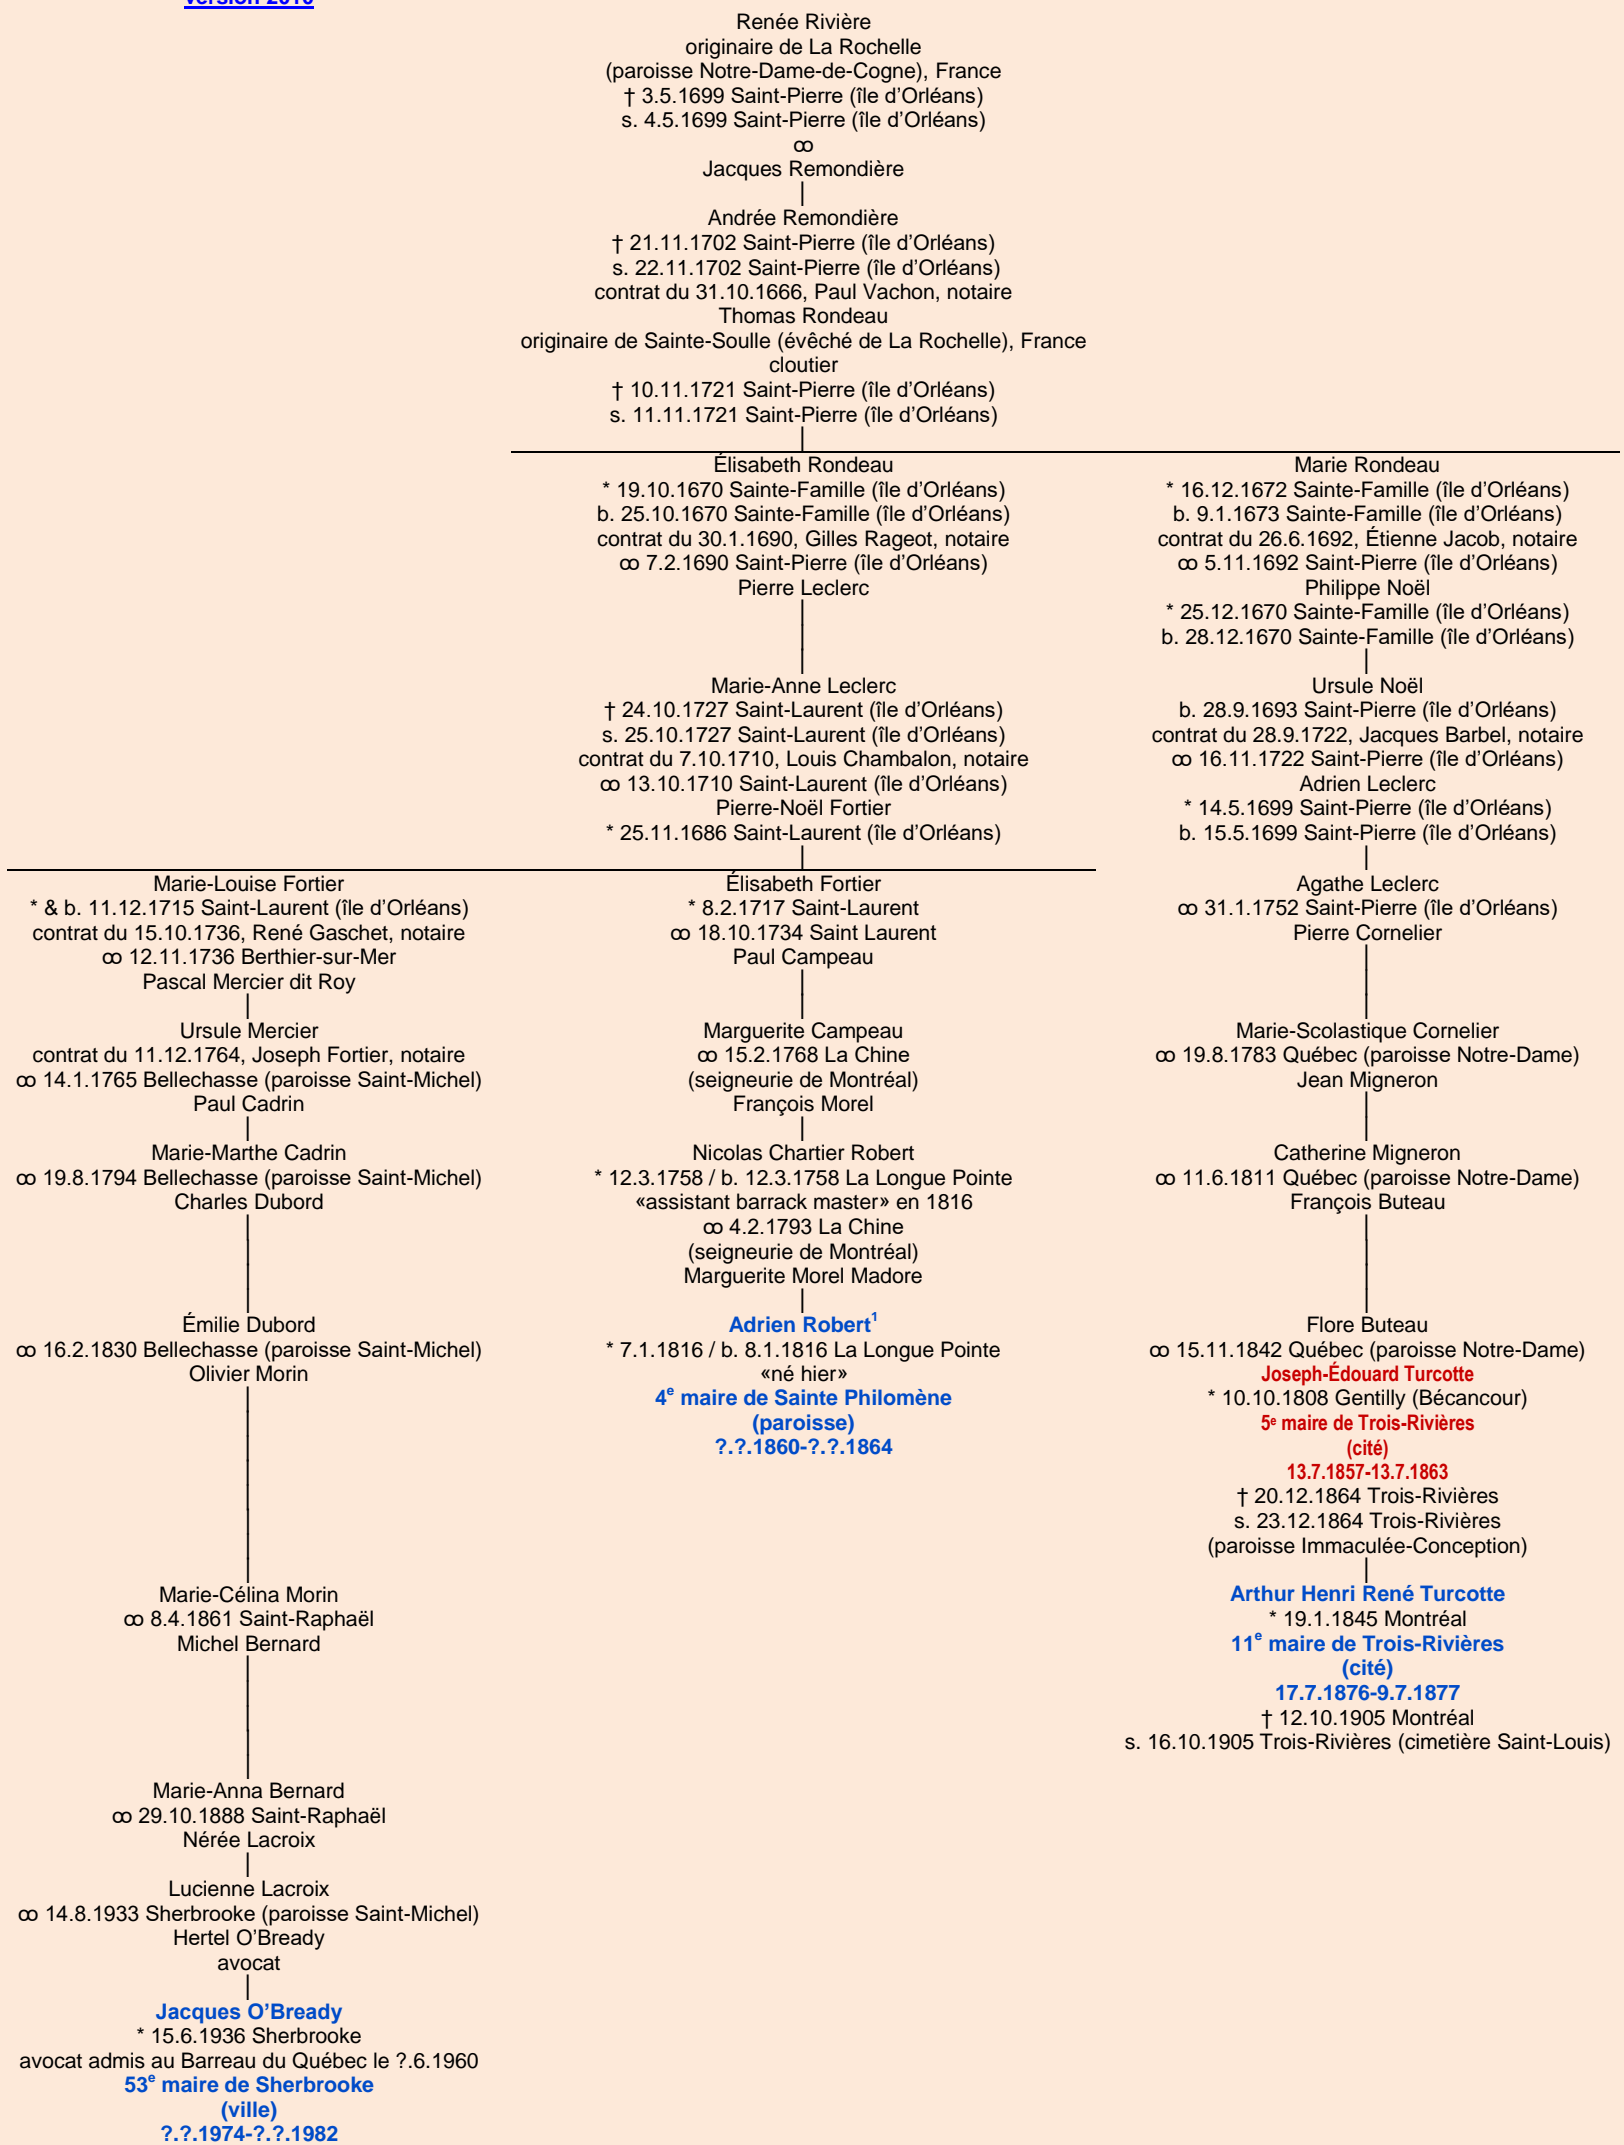 version 2016
Renée Rivière
originaire de La Rochelle
(paroisse Notre-Dame-de-Cogne), France
† 3.5.1699 Saint-Pierre (île d'Orléans)
s. 4.5.1699 Saint-Pierre (île d'Orléans)
ꝏ
Jacques Remondière
Andrée Remondière
† 21.11.1702 Saint-Pierre (île d'Orléans)
s. 22.11.1702 Saint-Pierre (île d'Orléans)
contrat du 31.10.1666, Paul Vachon, notaire
Thomas Rondeau
originaire de Sainte-Soulle (évêché de La Rochelle), France
cloutier
† 10.11.1721 Saint-Pierre (île d'Orléans)
s. 11.11.1721 Saint-Pierre (île d'Orléans)
Élisabeth Rondeau
* 19.10.1670 Sainte-Famille (île d'Orléans)
b. 25.10.1670 Sainte-Famille (île d'Orléans)
contrat du 30.1.1690, Gilles Rageot, notaire
ꝏ 7.2.1690 Saint-Pierre (île d'Orléans)
Pierre Leclerc
Marie Rondeau
* 16.12.1672 Sainte-Famille (île d'Orléans)
b. 9.1.1673 Sainte-Famille (île d'Orléans)
contrat du 26.6.1692, Étienne Jacob, notaire
ꝏ 5.11.1692 Saint-Pierre (île d'Orléans)
Philippe Noël
* 25.12.1670 Sainte-Famille (île d'Orléans)
b. 28.12.1670 Sainte-Famille (île d'Orléans)
Marie-Anne Leclerc
† 24.10.1727 Saint-Laurent (île d'Orléans)
s. 25.10.1727 Saint-Laurent (île d'Orléans)
contrat du 7.10.1710, Louis Chambalon, notaire
ꝏ 13.10.1710 Saint-Laurent (île d'Orléans)
Pierre-Noël Fortier
* 25.11.1686 Saint-Laurent (île d'Orléans)
Ursule Noël
b. 28.9.1693 Saint-Pierre (île d'Orléans)
contrat du 28.9.1722, Jacques Barbel, notaire
ꝏ 16.11.1722 Saint-Pierre (île d'Orléans)
Adrien Leclerc
* 14.5.1699 Saint-Pierre (île d'Orléans)
b. 15.5.1699 Saint-Pierre (île d'Orléans)
Marie-Louise Fortier
* & b. 11.12.1715 Saint-Laurent (île d'Orléans)
contrat du 15.10.1736, René Gaschet, notaire
ꝏ 12.11.1736 Berthier-sur-Mer
Pascal Mercier dit Roy
Élisabeth Fortier
* 8.2.1717 Saint-Laurent
ꝏ 18.10.1734 Saint Laurent
Paul Campeau
Agathe Leclerc
ꝏ 31.1.1752 Saint-Pierre (île d'Orléans)
Pierre Cornelier
Ursule Mercier
contrat du 11.12.1764, Joseph Fortier, notaire
ꝏ 14.1.1765 Bellechasse (paroisse Saint-Michel)
Paul Cadrin
Marguerite Campeau
ꝏ 15.2.1768 La Chine
(seigneurie de Montréal)
François Morel
Marie-Scolastique Cornelier
ꝏ 19.8.1783 Québec (paroisse Notre-Dame)
Jean Migneron
Marie-Marthe Cadrin
ꝏ 19.8.1794 Bellechasse (paroisse Saint-Michel)
Charles Dubord
Nicolas Chartier Robert
* 12.3.1758 / b. 12.3.1758 La Longue Pointe
«assistant barrack master» en 1816
ꝏ 4.2.1793 La Chine
(seigneurie de Montréal)
Marguerite Morel Madore
Catherine Migneron
ꝏ 11.6.1811 Québec (paroisse Notre-Dame)
François Buteau
Émilie Dubord
ꝏ 16.2.1830 Bellechasse (paroisse Saint-Michel)
Olivier Morin
Adrien Robert¹
* 7.1.1816 / b. 8.1.1816 La Longue Pointe
«né hier»
4e maire de Sainte Philomène
(paroisse)
?.?.1860-?.?.1864
Flore Buteau
ꝏ 15.11.1842 Québec (paroisse Notre-Dame)
Joseph-Édouard Turcotte
* 10.10.1808 Gentilly (Bécancour)
5e maire de Trois-Rivières
(cité)
13.7.1857-13.7.1863
† 20.12.1864 Trois-Rivières
s. 23.12.1864 Trois-Rivières
(paroisse Immaculée-Conception)
Marie-Célina Morin
ꝏ 8.4.1861 Saint-Raphaël
Michel Bernard
Arthur Henri René Turcotte
* 19.1.1845 Montréal
11e maire de Trois-Rivières
(cité)
17.7.1876-9.7.1877
† 12.10.1905 Montréal
s. 16.10.1905 Trois-Rivières (cimetière Saint-Louis)
Marie-Anna Bernard
ꝏ 29.10.1888 Saint-Raphaël
Nérée Lacroix
Lucienne Lacroix
ꝏ 14.8.1933 Sherbrooke (paroisse Saint-Michel)
Hertel O'Bready
avocat
Jacques O'Bready
* 15.6.1936 Sherbrooke
avocat admis au Barreau du Québec le ?.6.1960
53e maire de Sherbrooke
(ville)
?.?.1974-?.?.1982